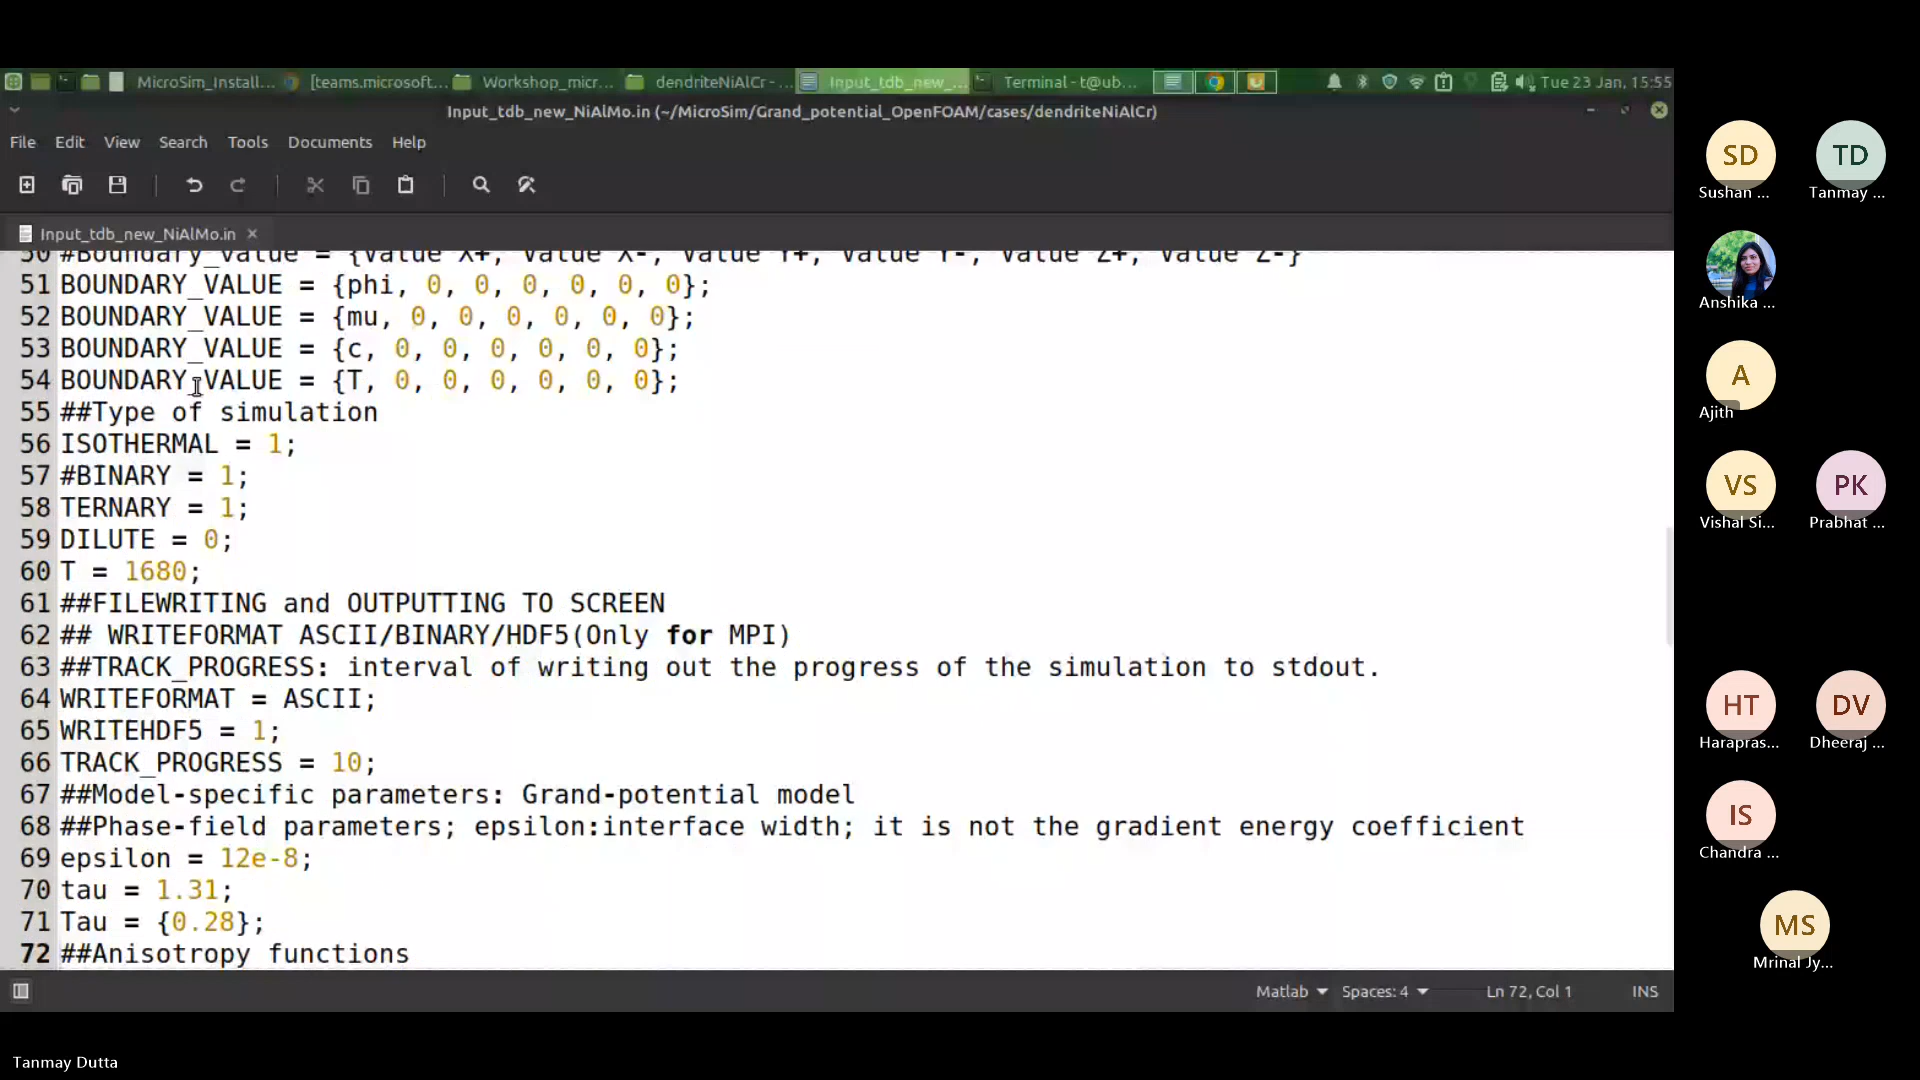 MicroSim_Install... [teams.microsoft... Workshop_micr... dendriteNiAlCr -... Input_tdb_new_... Terminal - t@ub... Tue 23 Jan, 15:55
Input_tdb_new_NiAlMo.in (~/MicroSim/Grand_potential_OpenFOAM/cases/dendriteNiAlCr)
File Edit View Search Tools Documents Help
Input_tdb_new_NiAlMo.in
50 #Boundary_value = {Value X+, Value X-, Value Y+, Value Y-, Value Z+, Value Z-}
51 BOUNDARY_VALUE = {phi, 0, 0, 0, 0, 0, 0};
52 BOUNDARY_VALUE = {mu, 0, 0, 0, 0, 0, 0};
53 BOUNDARY_VALUE = {c, 0, 0, 0, 0, 0, 0};
54 BOUNDARY_VALUE = {T, 0, 0, 0, 0, 0, 0};
55 ##Type of simulation
56 ISOTHERMAL = 1;
57 #BINARY = 1;
58 TERNARY = 1;
59 DILUTE = 0;
60 T = 1680;
61 ##FILEWRITING and OUTPUTTING TO SCREEN
62 ## WRITEFORMAT ASCII/BINARY/HDF5(Only for MPI)
63 ##TRACK_PROGRESS: interval of writing out the progress of the simulation to stdout.
64 WRITEFORMAT = ASCII;
65 WRITEHDF5 = 1;
66 TRACK_PROGRESS = 10;
67 ##Model-specific parameters: Grand-potential model
68 ##Phase-field parameters; epsilon:interface width; it is not the gradient energy coefficient
69 epsilon = 12e-8;
70 tau = 1.31;
71 Tau = {0.28};
72 ##Anisotropy functions
Matlab Spaces: 4 Ln 72, Col 1 INS
SD TD
Sushan ... Tanmay ...
Anshika ...
A
Ajith
VS PK
Vishal Si... Prabhat ...
HT DV
Harapras... Dheeraj ...
IS
Chandra ...
MS
Mrinal Jy...
Tanmay Dutta